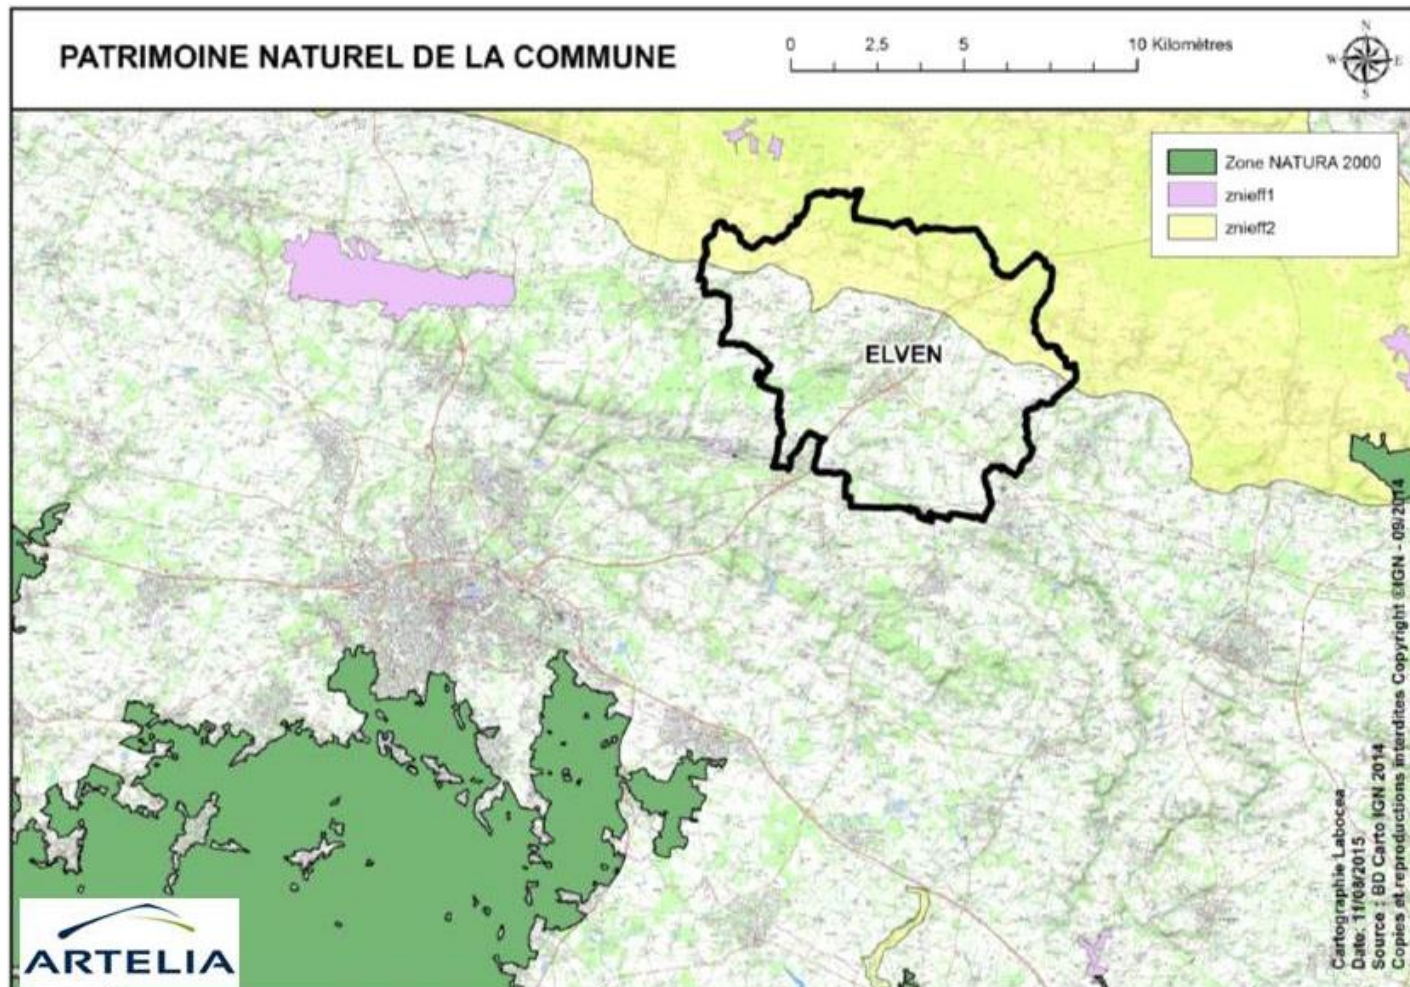 PATRIMOINE NATUREL DE LA COMMUNE
0 2.5 5 10 Kilomètres
N
W E
S
Zone NATURA 2000
znieff1
znieff2
ELVEN
Cartographie Labocea
Date: 11/08/2015
Source : BD Carto IGN 2014
Copies et reproductions interdites Copyright ©IGN - 09/2014
ARTELIA